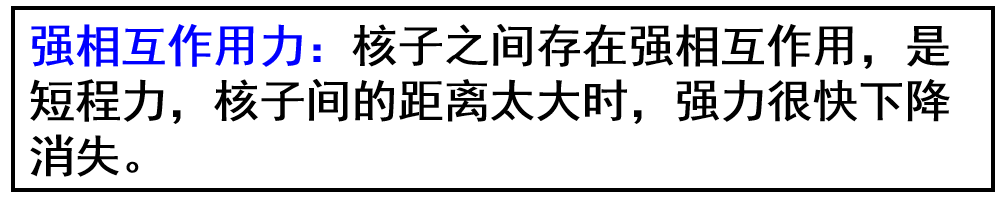 强相互作用力：核子之间存在强相互作用，是
短程力，核子间的距离太大时，强力很快下降
消失。